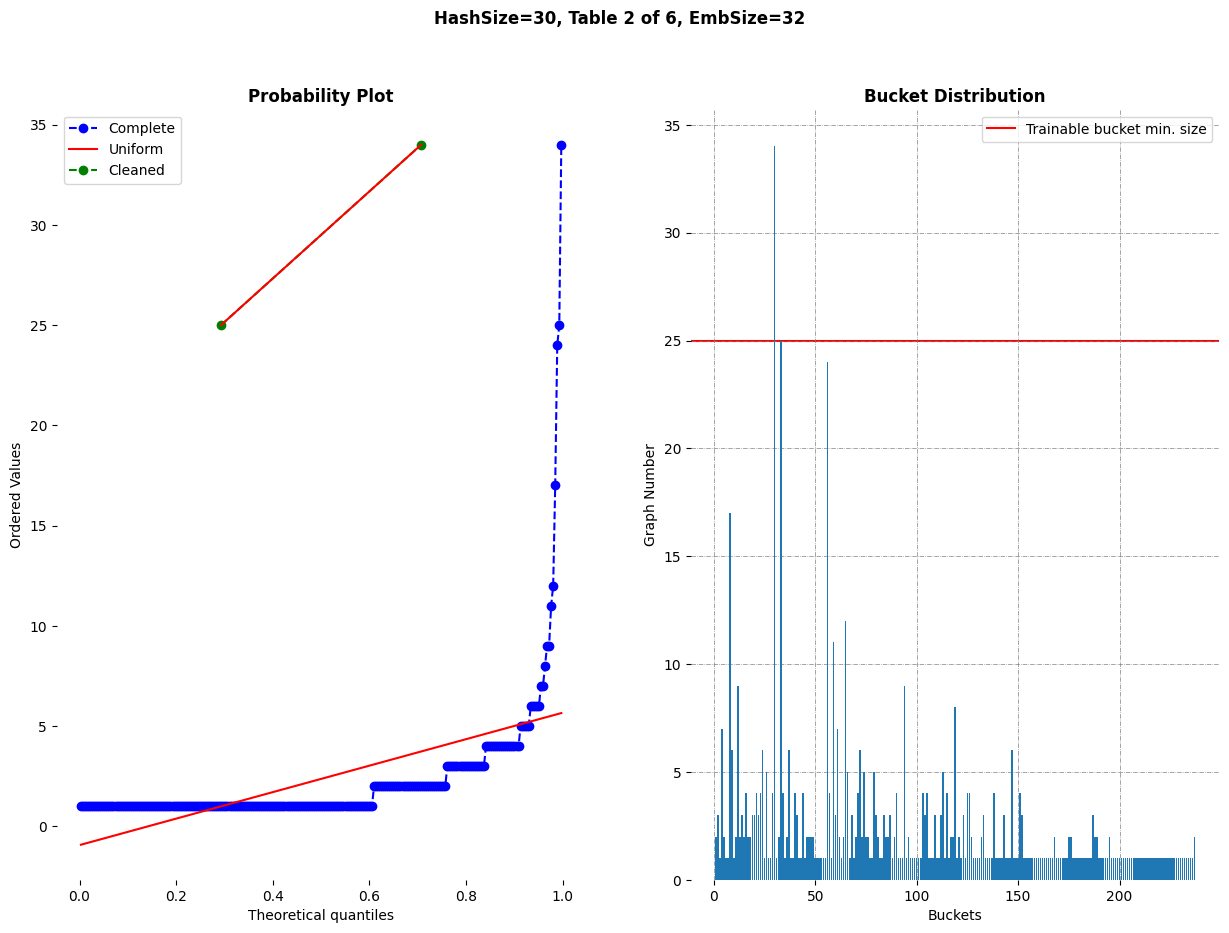 HashSize=30, Table 2 of 6, EmbSize=32
Probability Plot
Complete
Uniform
Cleaned
35
30
25
20
15
10
5
0
Ordered Values
0.0 0.2 0.4 0.6 0.8 1.0
Theoretical quantiles
Bucket Distribution
Trainable bucket min. size
35
30
25
20
15
10
5
0
Graph Number
0 50 100 150 200
Buckets